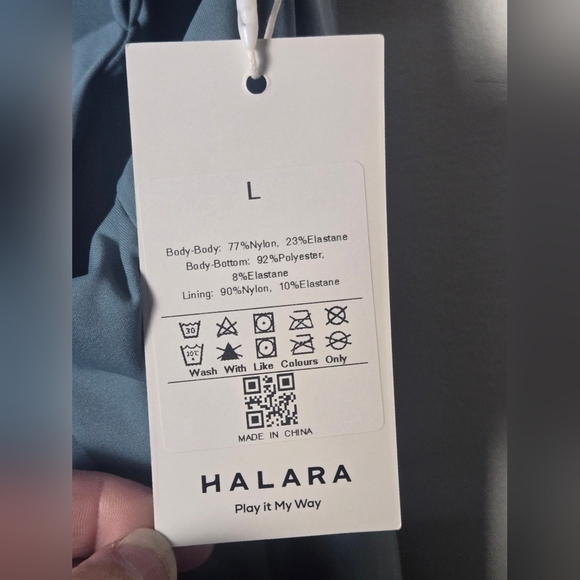 L
Body-Body: 77%Nylon, 23%Elastane
Body-Bottom: 92%Polyester,
8%Elastane
Lining: 90%Nylon, 10%Elastane
30
Wash With Like Colours Only
MADE IN CHINA
HALARA
Play it My Way